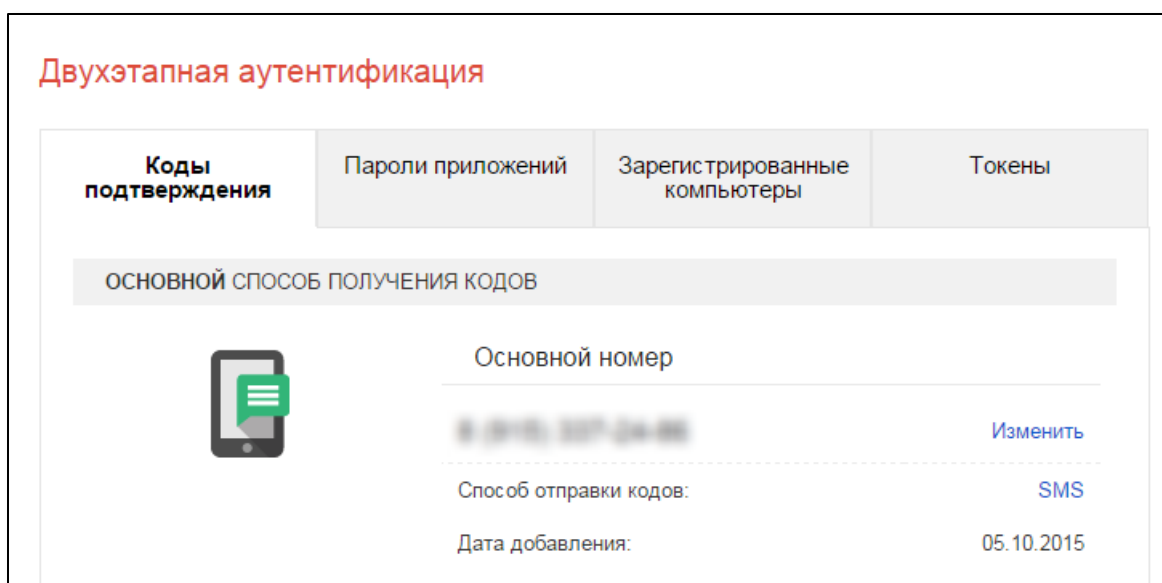 Двухэтапная аутентификация
Коды подтверждения
Пароли приложений
Зарегистрированные компьютеры
Токены
ОСНОВНОЙ СПОСОБ ПОЛУЧЕНИЯ КОДОВ
Основной номер
Изменить
Способ отправки кодов: SMS
Дата добавления: 05.10.2015